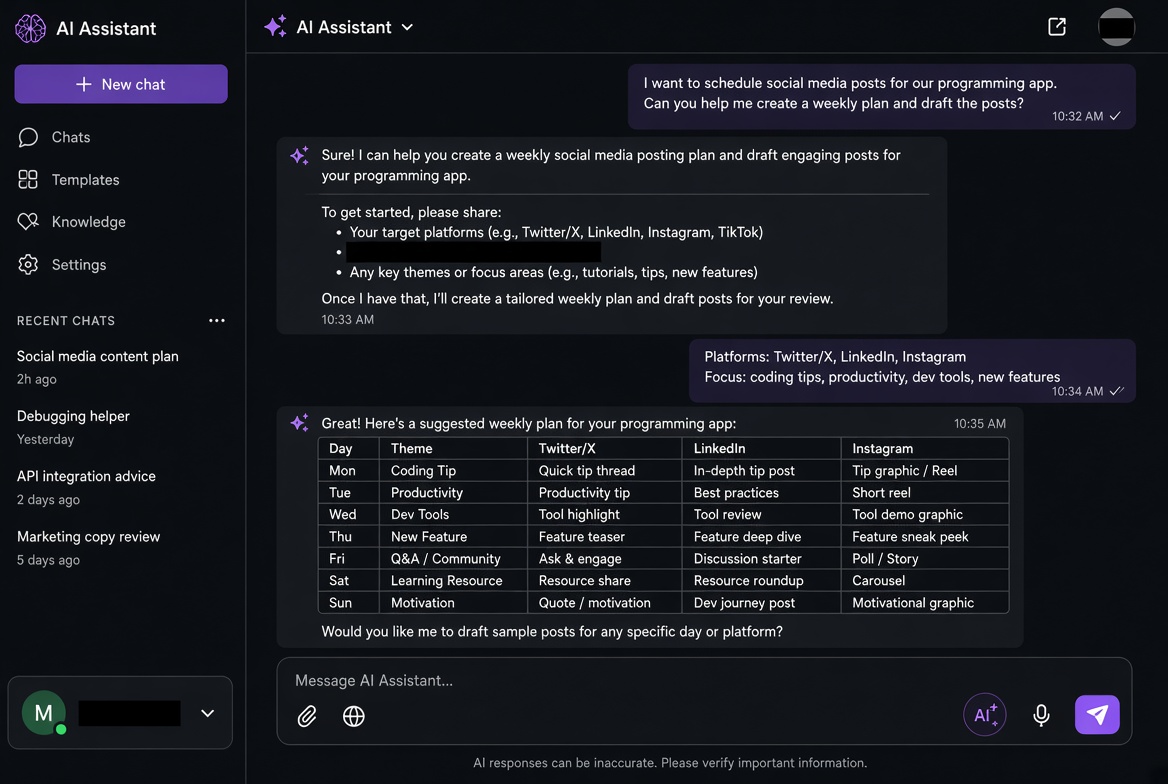 AI Assistant
+ New chat
Chats
Templates
Knowledge
Settings
RECENT CHATS
Social media content plan
2h ago
Debugging helper
Yesterday
API integration advice
2 days ago
Marketing copy review
5 days ago
M
AI Assistant
I want to schedule social media posts for our programming app.
Can you help me create a weekly plan and draft the posts?
10:32 AM
Sure! I can help you create a weekly social media posting plan and draft engaging posts for
your programming app.
To get started, please share:
• Your target platforms (e.g., Twitter/X, LinkedIn, Instagram, TikTok)
• Any key themes or focus areas (e.g., tutorials, tips, new features)
Once I have that, I'll create a tailored weekly plan and draft posts for your review.
10:33 AM
Platforms: Twitter/X, LinkedIn, Instagram
Focus: coding tips, productivity, dev tools, new features
10:34 AM
Great! Here's a suggested weekly plan for your programming app: 10:35 AM
Day Theme Twitter/X LinkedIn Instagram
Mon Coding Tip Quick tip thread In-depth tip post Tip graphic / Reel
Tue Productivity Productivity tip Best practices Short reel
Wed Dev Tools Tool highlight Tool review Tool demo graphic
Thu New Feature Feature teaser Feature deep dive Feature sneak peek
Fri Q&A / Community Ask & engage Discussion starter Poll / Story
Sat Learning Resource Resource share Resource roundup Carousel
Sun Motivation Quote / motivation Dev journey post Motivational graphic
Would you like me to draft sample posts for any specific day or platform?
Message AI Assistant...
AI
AI responses can be inaccurate. Please verify important information.